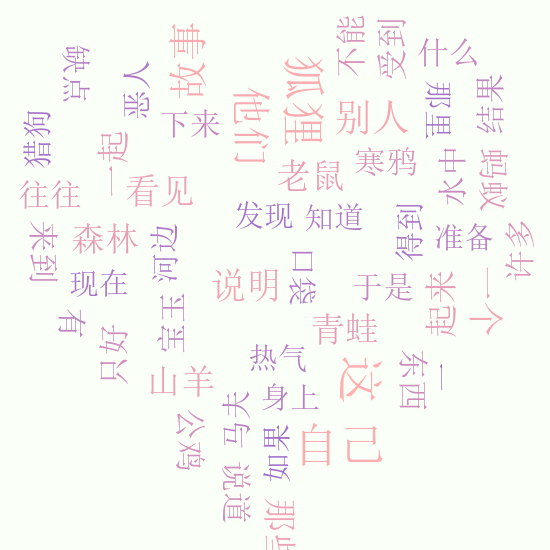 故事
不能
受到
什么
缺点
恶人
狐狸
他们
那里
结果
猎狗
下来
别人
一起
老鼠
寒鸦
水中
蚂蚁
往往
看见
发现
知道
得到
准备
许多
来到
森林
河边
现在
口袋
说明
于是
起来
一个
有
只好
宝玉
青蛙
热气
山羊
这
东西
一
身上
公鸡
马夫
如果
自己
说道
那些